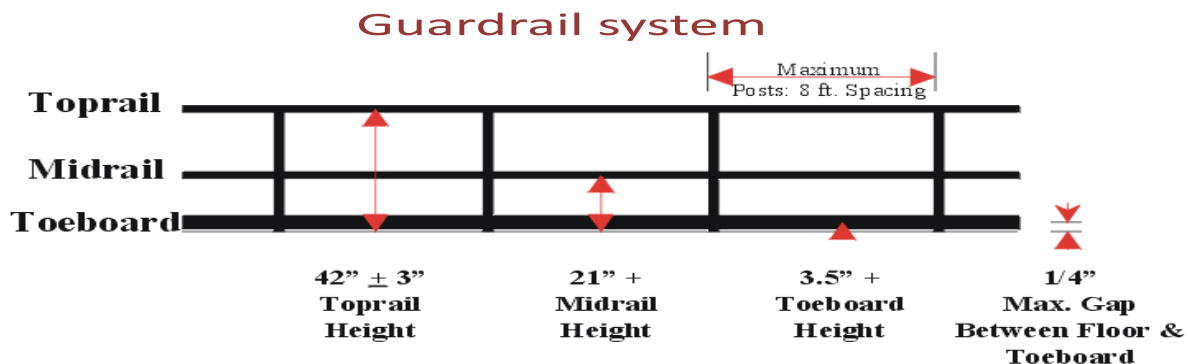 Guardrail system
Maximum
Posts: 8 ft. Spacing
Toprail
Midrail
Toeboard
42” ± 3”
Toprail
Height
21” +
Midrail
Height
3.5” +
Toeboard
Height
1/4”
Max. Gap
Between Floor &
Toeboard